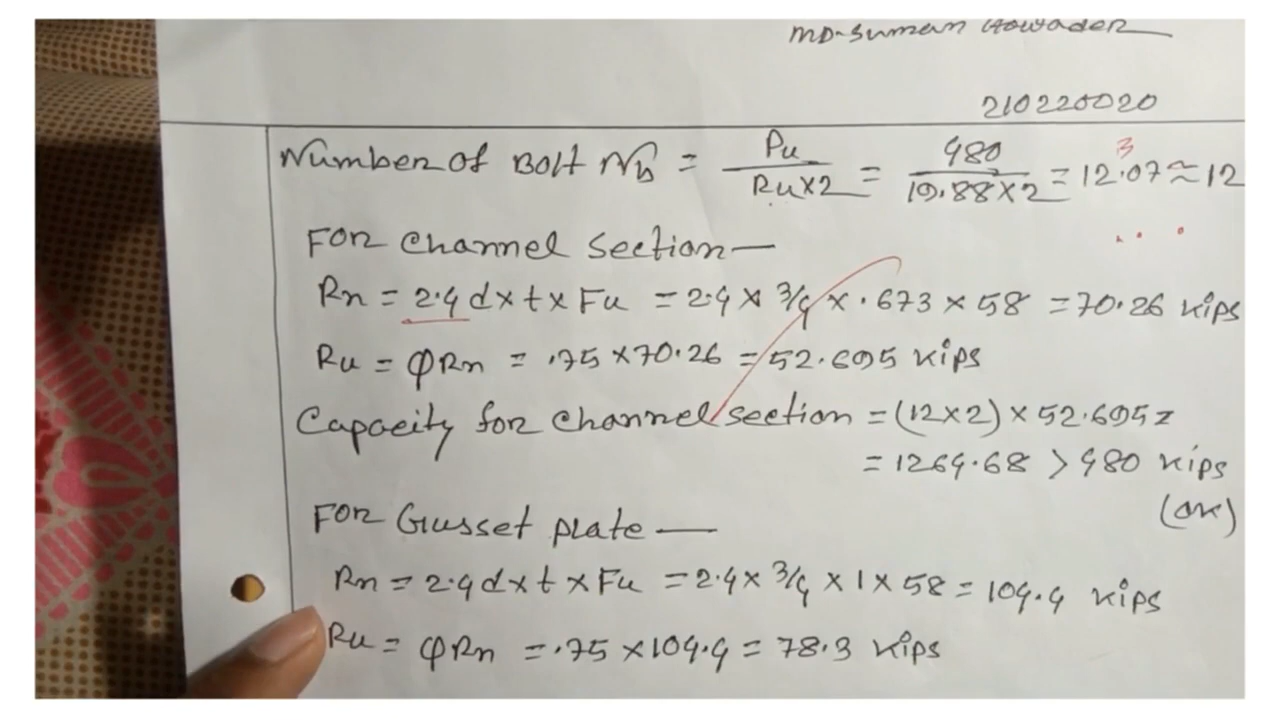 MD. Suman Howlader
210220020
Number of Bolt Nb = Pu / Ru×2 = 480 / 19.88×2 = 12.07 ≈ 12
3
For Channel Section —
Rn = 2.4 d×t×Fu = 2.4 × 3/4 × .673 × 58 = 70.26 kips
Ru = φRn = .75 ×70.26 = 52.695 kips
Capacity for channel section = (12×2) × 52.695 =
= 1264.68 > 480 kips
(ok)
For Gusset plate —
Rn = 2.4 d×t×Fu = 2.4× 3/4 ×1×58 = 104.4 kips
Ru = φRn = .75 ×104.4 = 78.3 kips